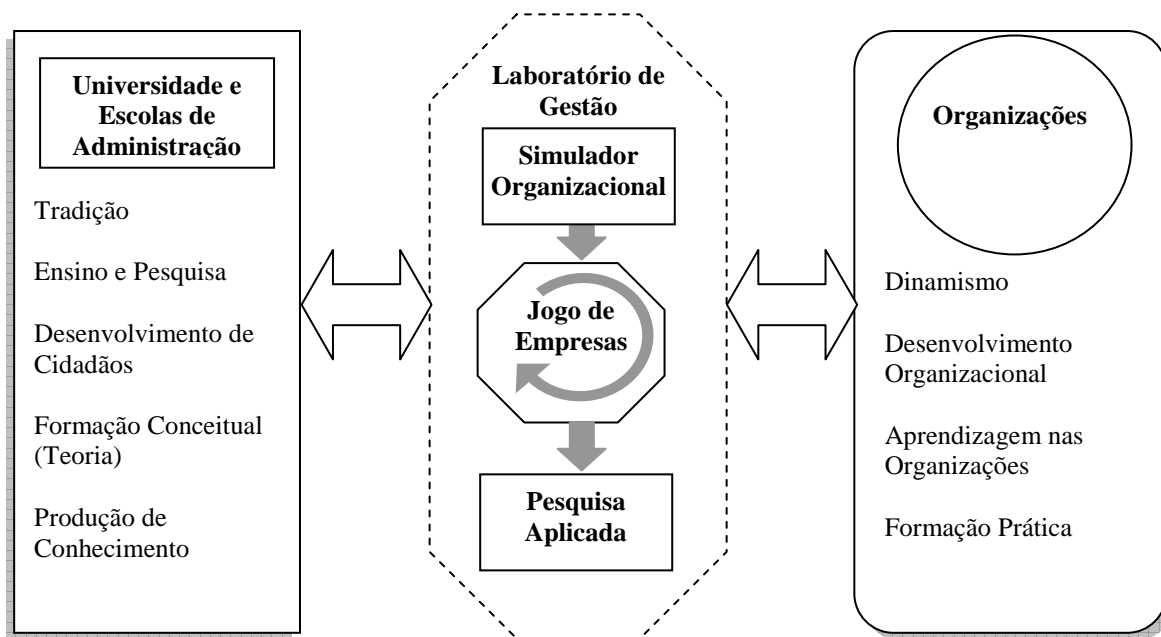 Universidade e
Escolas de
Administração
Tradição
Ensino e Pesquisa
Desenvolvimento de
Cidadãos
Formação Conceitual
(Teoria)
Produção de
Conhecimento
Laboratório de
Gestão
Simulador
Organizacional
Jogo de
Empresas
Pesquisa
Aplicada
Organizações
Dinamismo
Desenvolvimento
Organizacional
Aprendizagem nas
Organizações
Formação Prática